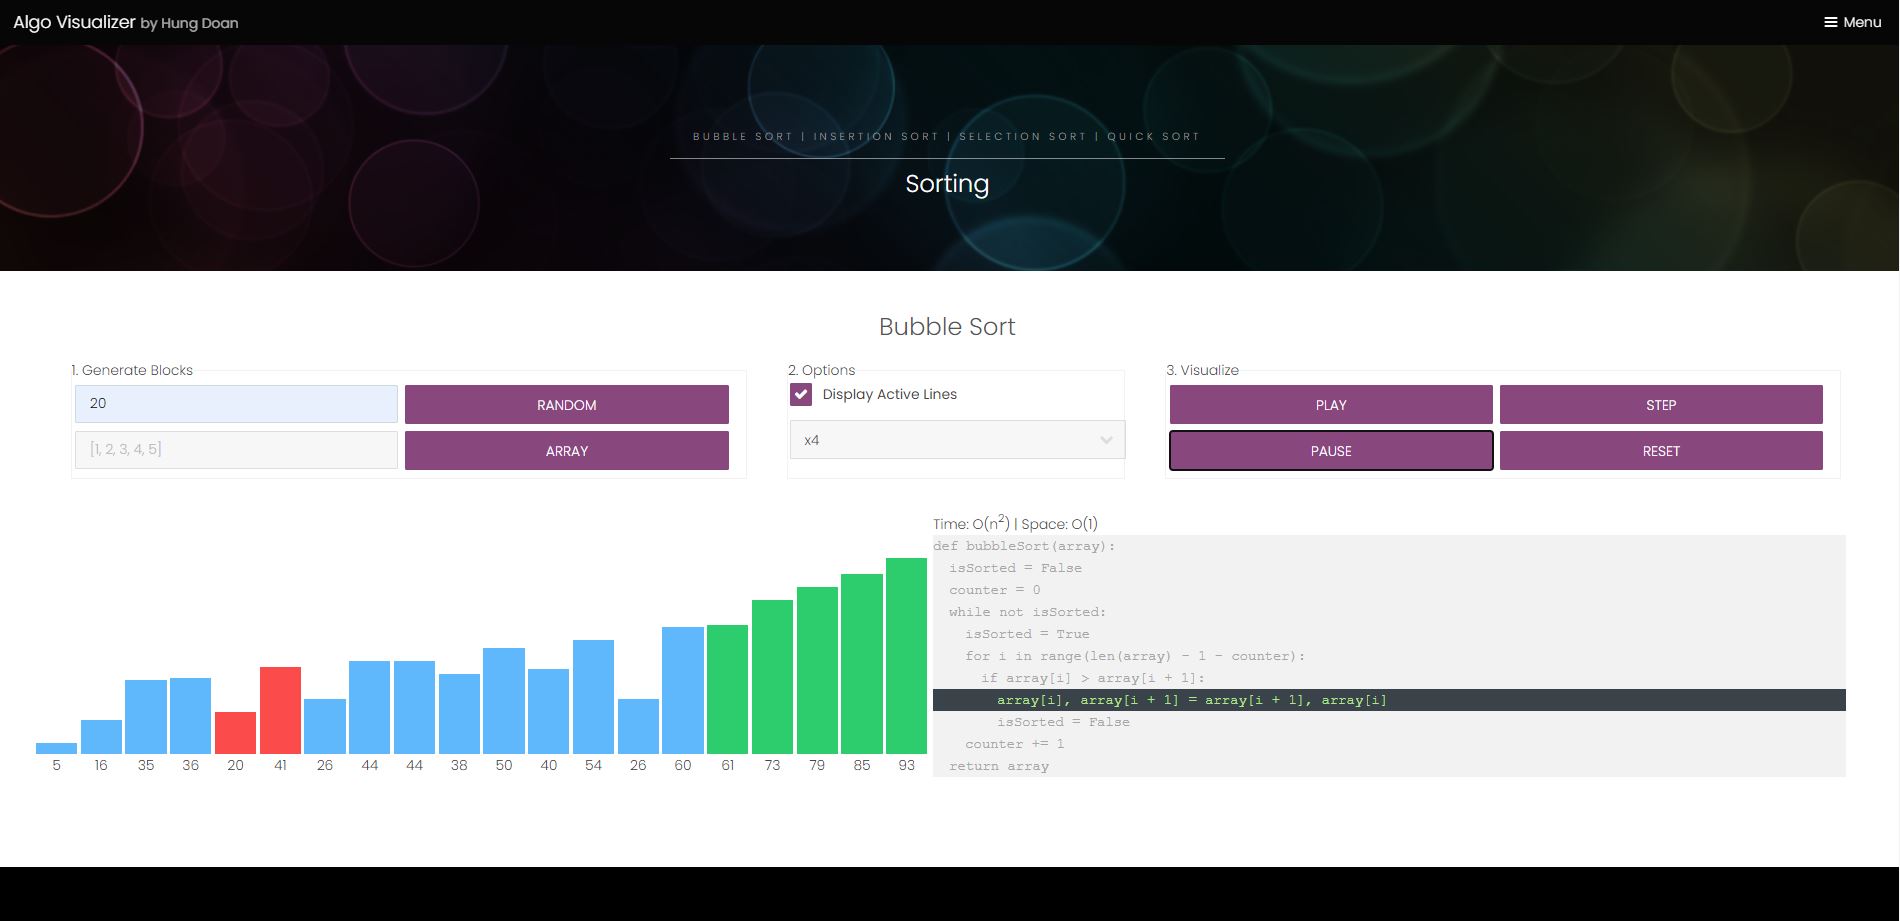 Algo Visualizer by Hung Doan
Menu
BUBBLE SORT | INSERTION SORT | SELECTION SORT | QUICK SORT
Sorting
Bubble Sort
1. Generate Blocks
20
RANDOM
[1, 2, 3, 4, 5]
ARRAY
2. Options
Display Active Lines
x4
3. Visualize
PLAY
STEP
PAUSE
RESET
5 16 35 36 20 41 26 44 44 38 50 40 54 26 60 61 73 79 85 93
Time: O(n²) | Space: O(1)
def bubbleSort(array):
isSorted = False
counter = 0
while not isSorted:
isSorted = True
for i in range(len(array) - 1 - counter):
if array[i] > array[i + 1]:
array[i], array[i + 1] = array[i + 1], array[i]
isSorted = False
counter += 1
return array